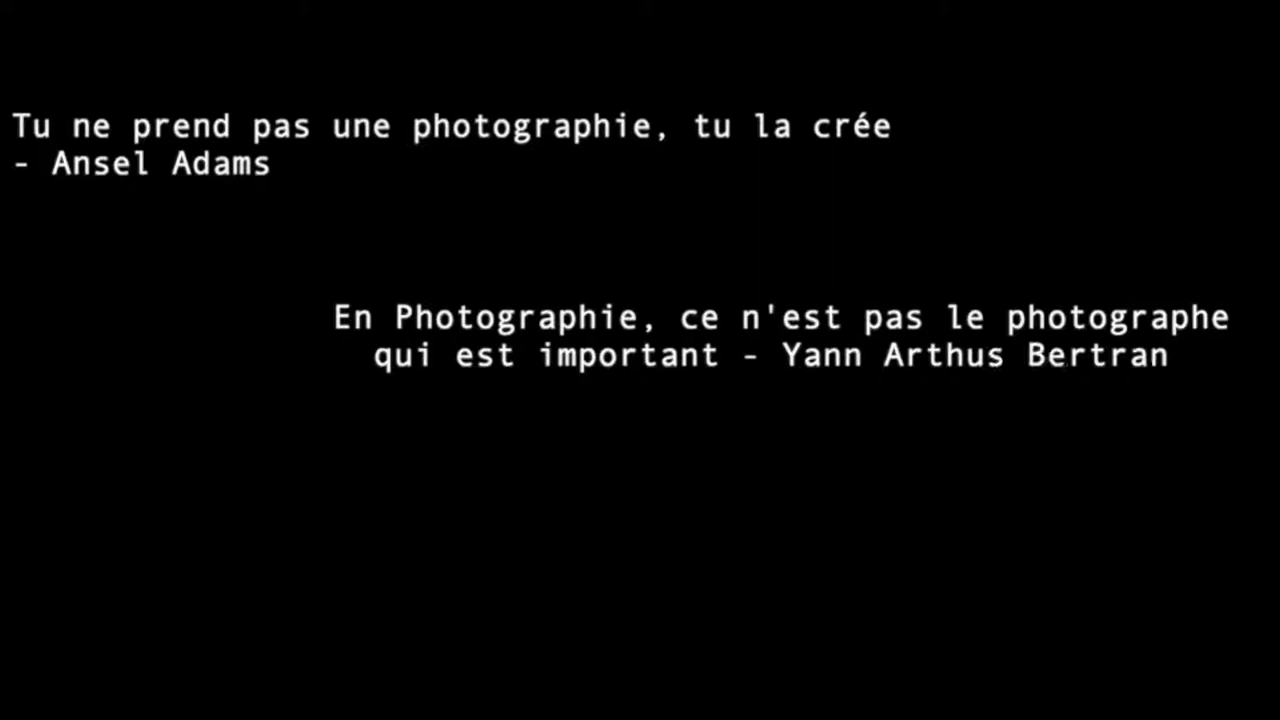 Tu ne prend pas une photographie, tu la crée
- Ansel Adams
En Photographie, ce n'est pas le photographe
qui est important - Yann Arthus Bertran